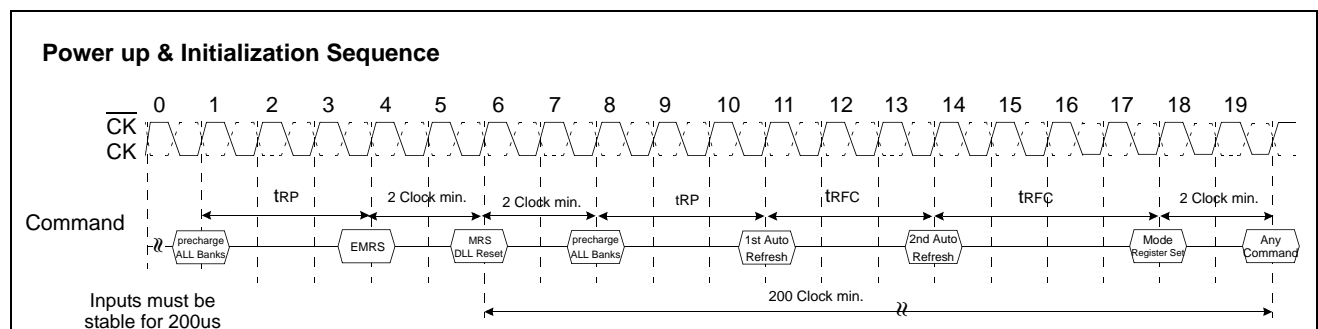 Power up & Initialization Sequence
0 1 2 3 4 5 6 7 8 9 10 11 12 13 14 15 16 17 18 19
CK
CK
tRP 2 Clock min. 2 Clock min. tRP tRFC tRFC 2 Clock min.
Command
precharge
ALL Banks
EMRS
MRS
DLL Reset
precharge
ALL Banks
1st Auto
Refresh
2nd Auto
Refresh
Mode
Register Set
Any
Command
200 Clock min.
Inputs must be
stable for 200us